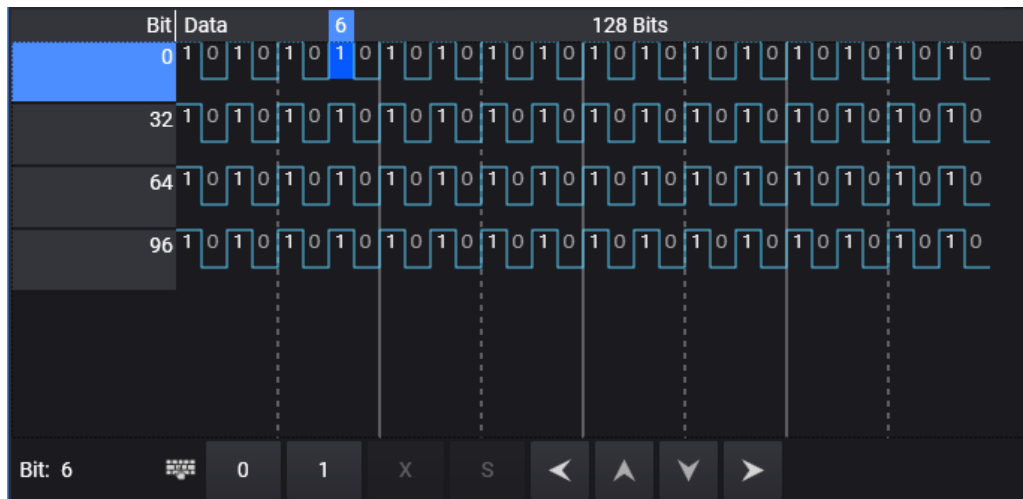 Bit Data 6 128 Bits
0 1 0 1 0 1 0 1 0 1 0 1 0 1 0 1 0 1 0 1 0 1 0 1 0 1 0 1 0 1 0 1 0
32 1 0 1 0 1 0 1 0 1 0 1 0 1 0 1 0 1 0 1 0 1 0 1 0 1 0 1 0 1 0 1 0
64 1 0 1 0 1 0 1 0 1 0 1 0 1 0 1 0 1 0 1 0 1 0 1 0 1 0 1 0 1 0 1 0
96 1 0 1 0 1 0 1 0 1 0 1 0 1 0 1 0 1 0 1 0 1 0 1 0 1 0 1 0 1 0 1 0
Bit: 6 0 1 X S